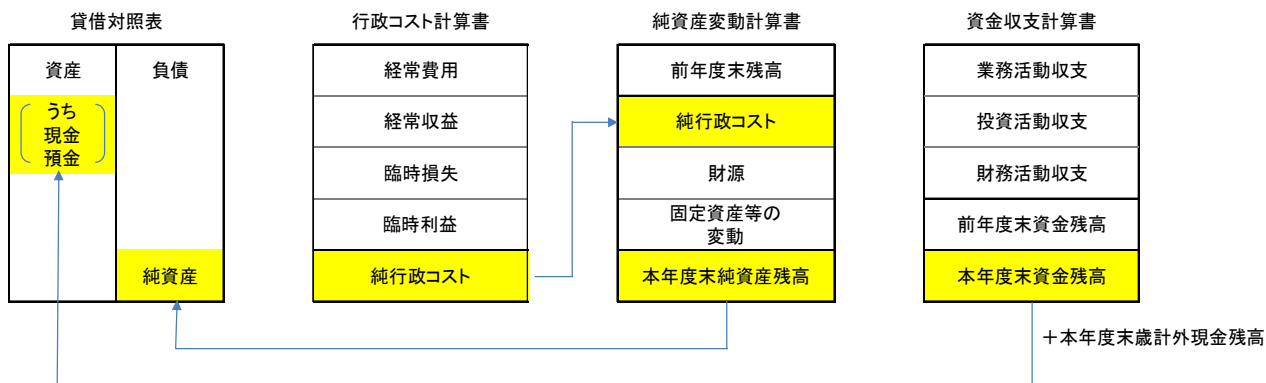 貸借対照表
資産
負債
うち
現金
預金
純資産
行政コスト計算書
経常費用
経常収益
臨時損失
臨時利益
純行政コスト
純資産変動計算書
前年度末残高
純行政コスト
財源
固定資産等の
変動
本年度末純資産残高
資金収支計算書
業務活動収支
投資活動収支
財務活動収支
前年度末資金残高
本年度末資金残高
＋本年度末歳計外現金残高